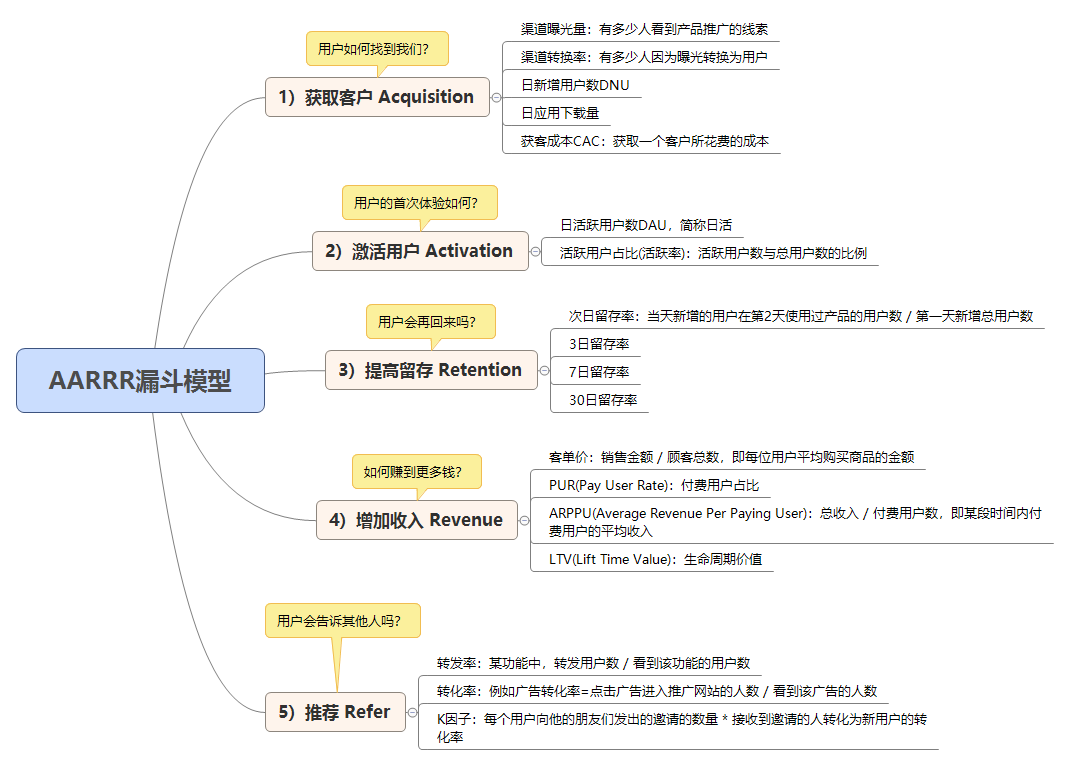 AARRR漏斗模型
用户如何找到我们？
1）获取客户 Acquisition
渠道曝光量：有多少人看到产品推广的线索
渠道转换率：有多少人因为曝光转换为用户
日新增用户数DNU
日应用下载量
获客成本CAC：获取一个客户所花费的成本
用户的首次体验如何？
2）激活用户 Activation
日活跃用户数DAU，简称日活
活跃用户占比(活跃率)：活跃用户数与总用户数的比例
用户会再回来吗？
3）提高留存 Retention
次日留存率：当天新增的用户在第2天使用过产品的用户数 / 第一天新增总用户数
3日留存率
7日留存率
30日留存率
如何赚到更多钱？
4）增加收入 Revenue
客单价：销售金额 / 顾客总数，即每位用户平均购买商品的金额
PUR(Pay User Rate)：付费用户占比
ARPPU(Average Revenue Per Paying User)：总收入 / 付费用户数，即某段时间内付
费用户的平均收入
LTV(Lift Time Value)：生命周期价值
用户会告诉其他人吗？
5）推荐 Refer
转发率：某功能中，转发用户数 / 看到该功能的用户数
转化率：例如广告转化率=点击广告进入推广网站的人数 / 看到该广告的人数
K因子：每个用户向他的朋友们发出的邀请的数量 * 接收到邀请的人转化为新用户的转
化率